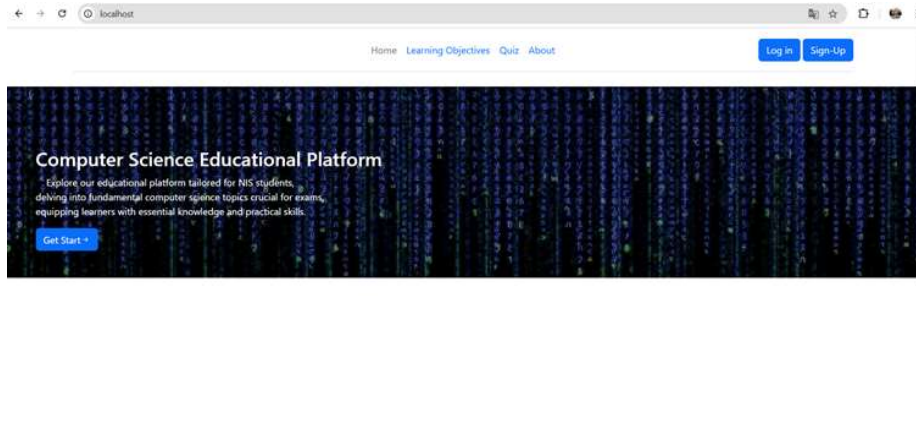 localhost
Home Learning Objectives Quiz About
Log in Sign-Up
Computer Science Educational Platform
Explore our educational platform tailored for NIS students,
delving into fundamental computer science topics crucial for exams,
equipping learners with essential knowledge and practical skills.
Get Start→